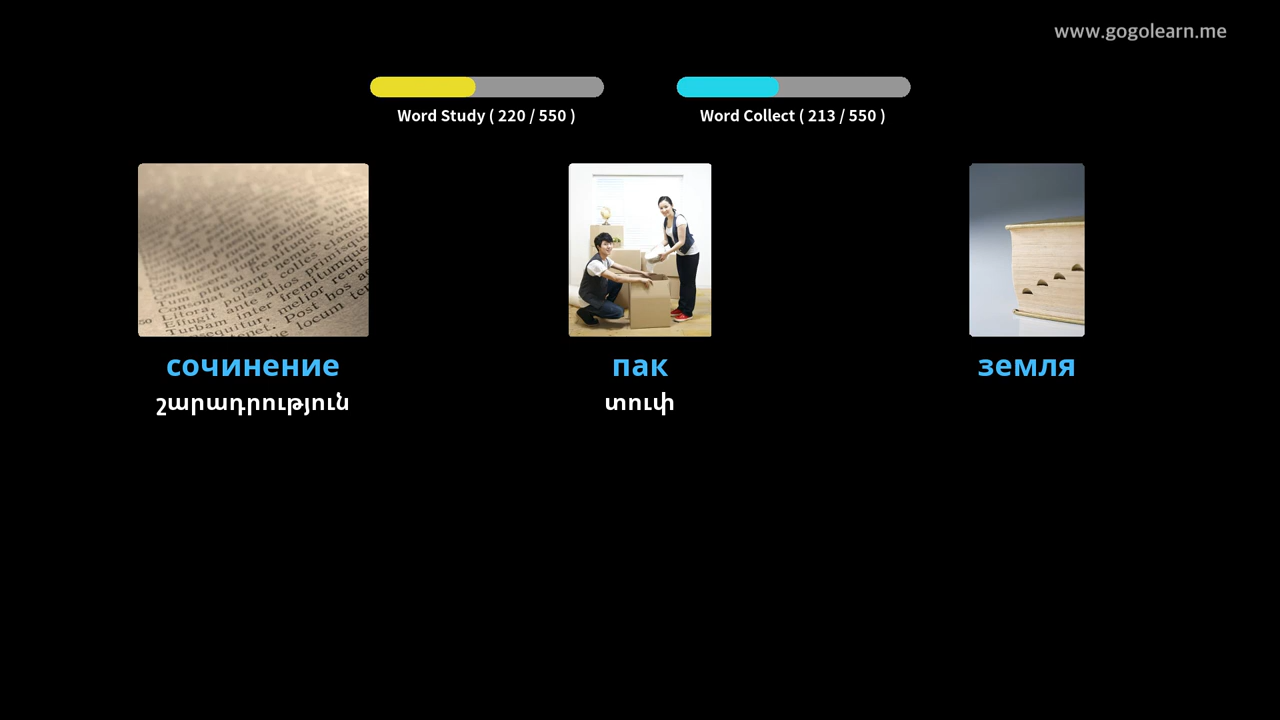 www.gogolearn.me
Word Study ( 220 / 550 )
Word Collect ( 213 / 550 )
сочинение
пак
земля
շարադրություն
տուփ